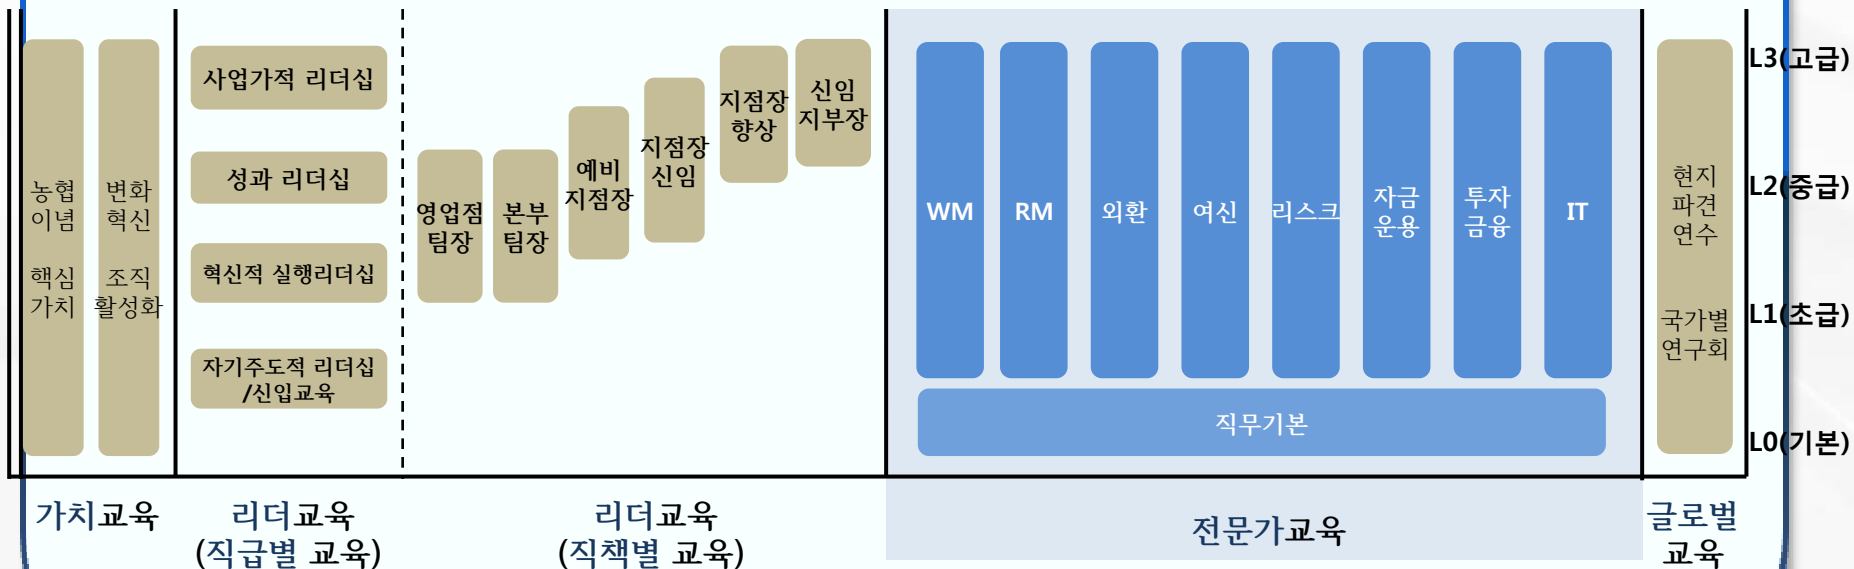 농협
이념
핵심
가치
변화
혁신
조직
활성화
사업가적 리더십
성과 리더십
혁신적 실행리더십
자기주도적 리더십
/신입교육
영업점
팀장
본부
팀장
예비
지점장
지점장
신임
지점장
향상
신임
지부장
WM
RM
외환
여신
리스크
자금
운용
투자
금융
IT
직무기본
현지
파견
연수
국가별
연구회
L3(고급)
L2(중급)
L1(초급)
L0(기본)
가치교육
리더교육
(직급별 교육)
리더교육
(직책별 교육)
전문가교육
글로벌
교육